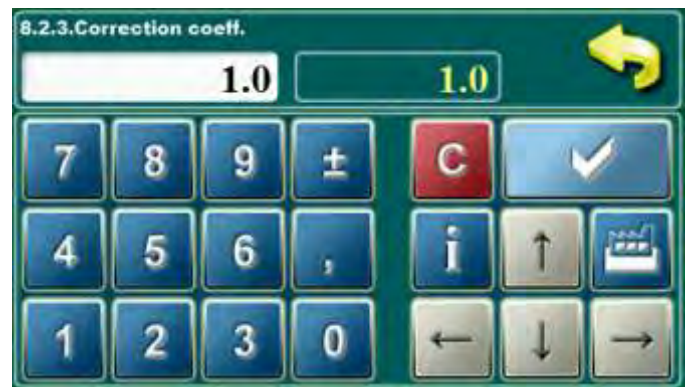 8.2.3.Correction coeff.
1.0 1.0
7 8 9 ± C
4 5 6 , i ↑
1 2 3 0 ← ↓ →